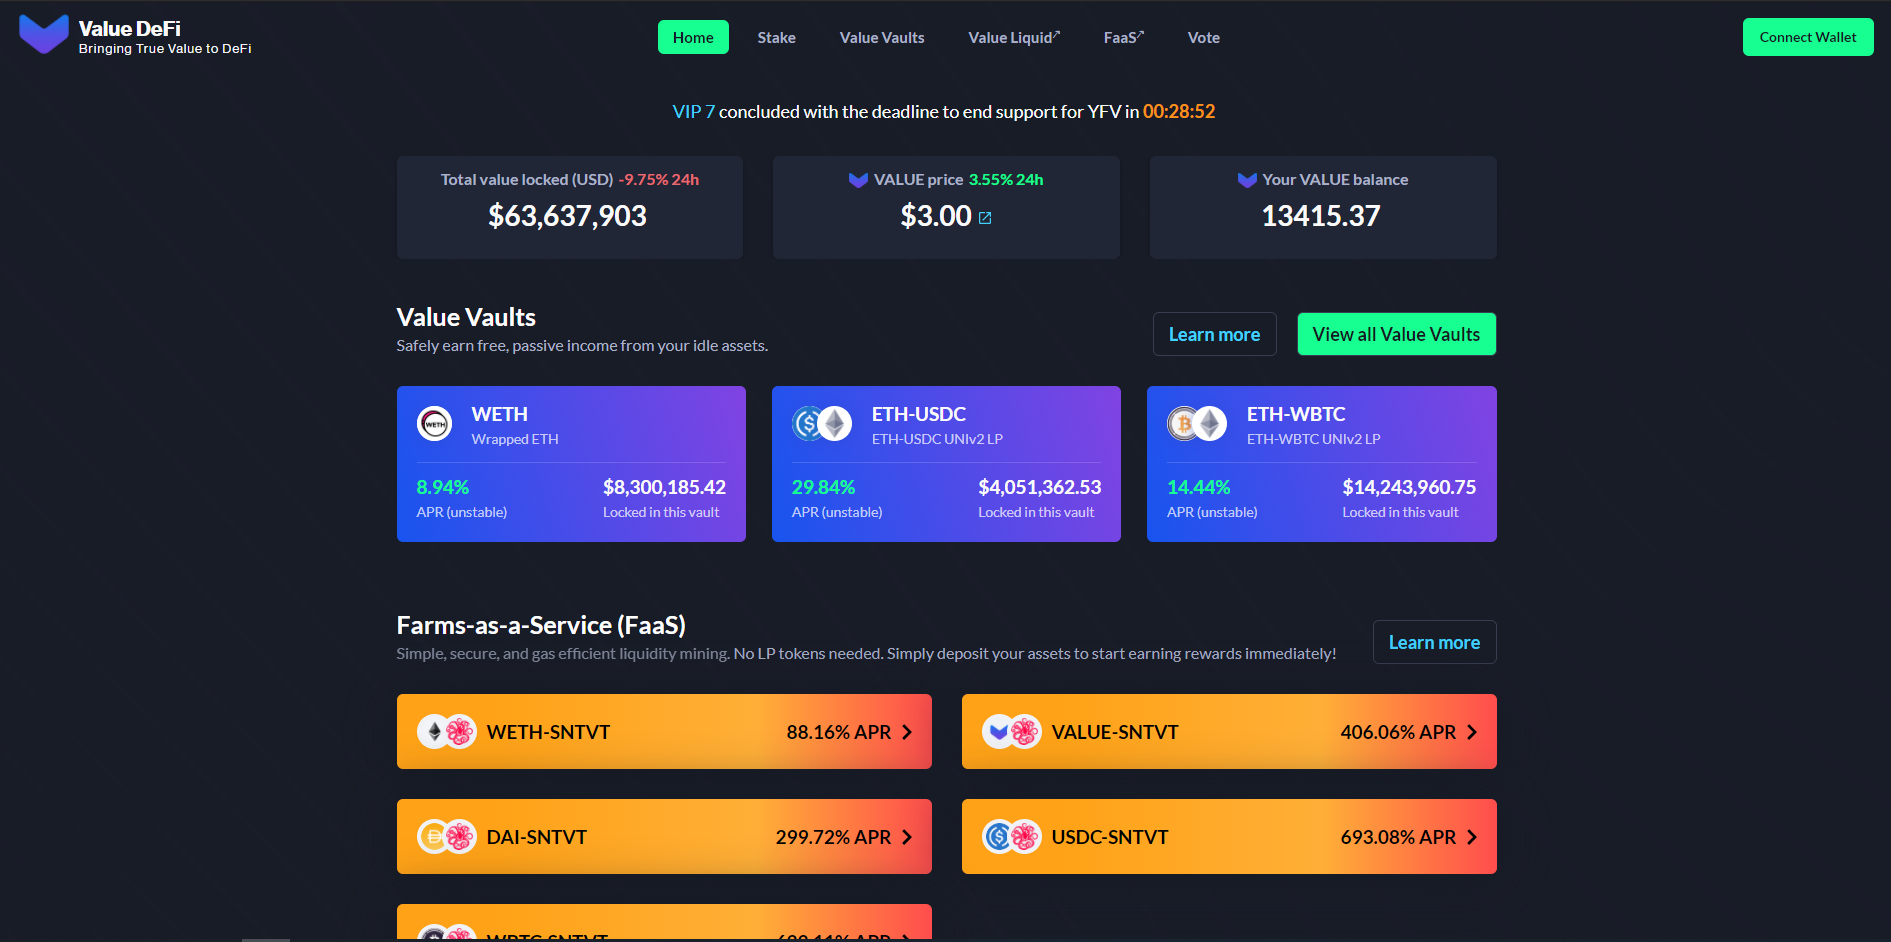 Value DeFi
Bringing True Value to DeFi
Home Stake Value Vaults Value Liquid↗ FaaS↗ Vote
Connect Wallet
VIP 7 concluded with the deadline to end support for YFV in 00:28:52
Total value locked (USD) -9.75% 24h
$63,637,903
VALUE price 3.55% 24h
$3.00
Your VALUE balance
13415.37
Value Vaults
Safely earn free, passive income from your idle assets.
Learn more
View all Value Vaults
WETH
WETH
Wrapped ETH
8.94%
APR (unstable)
$8,300,185.42
Locked in this vault
ETH-USDC
ETH-USDC UNIv2 LP
29.84%
APR (unstable)
$4,051,362.53
Locked in this vault
ETH-WBTC
ETH-WBTC UNIv2 LP
14.44%
APR (unstable)
$14,243,960.75
Locked in this vault
Farms-as-a-Service (FaaS)
Simple, secure, and gas efficient liquidity mining. No LP tokens needed. Simply deposit your assets to start earning rewards immediately!
Learn more
WETH-SNTVT 88.16% APR
VALUE-SNTVT 406.06% APR
DAI-SNTVT 299.72% APR
USDC-SNTVT 693.08% APR
WBTC-SNTVT